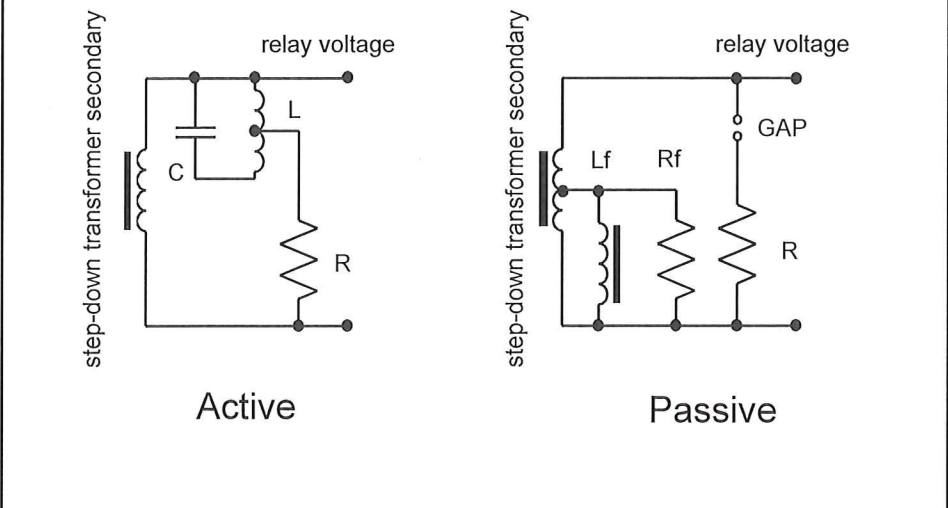 step-down transformer secondary
relay voltage
L
C
R
Active
step-down transformer secondary
relay voltage
GAP
Lf
Rf
R
Passive